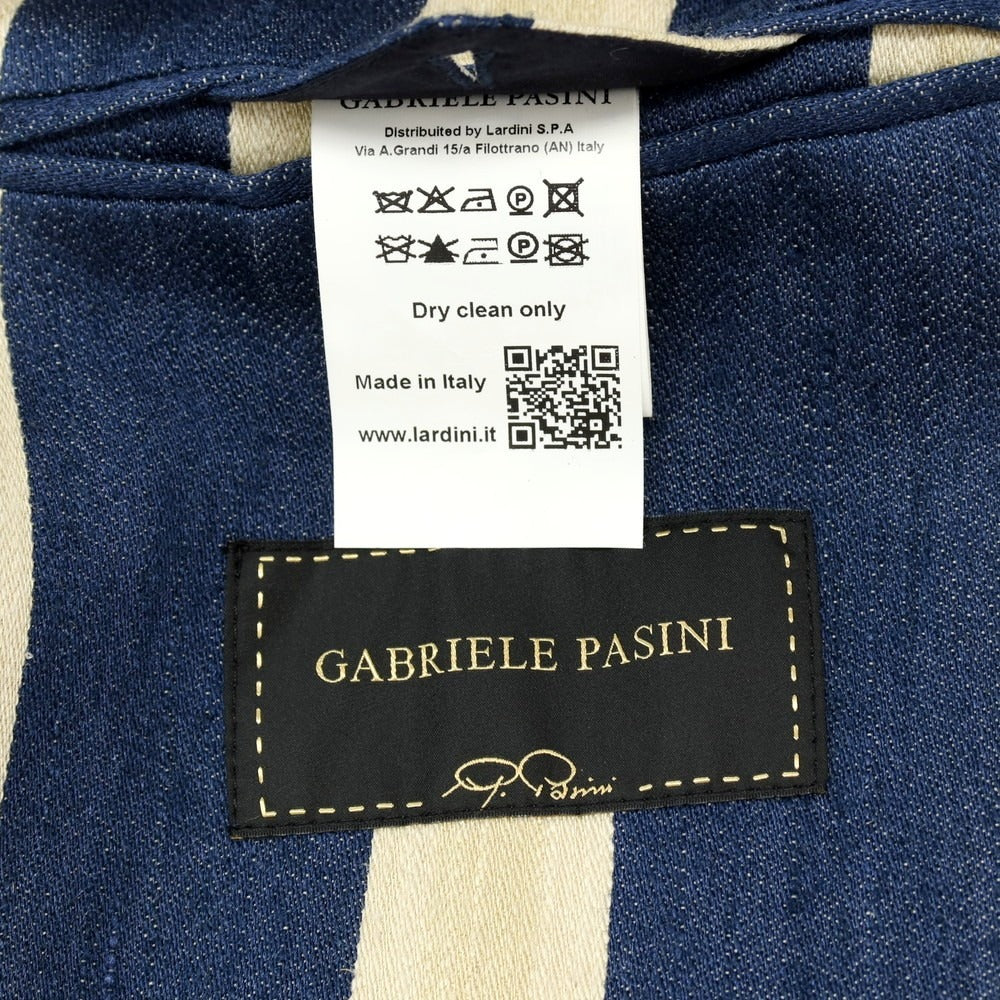 GABRIELE PASINI
Distribuited by Lardini S.P.A
Via A.Grandi 15/a Filottrano (AN) Italy
P
P
Dry clean only
Made in Italy
www.lardini.it
GABRIELE PASINI
G. Pasini